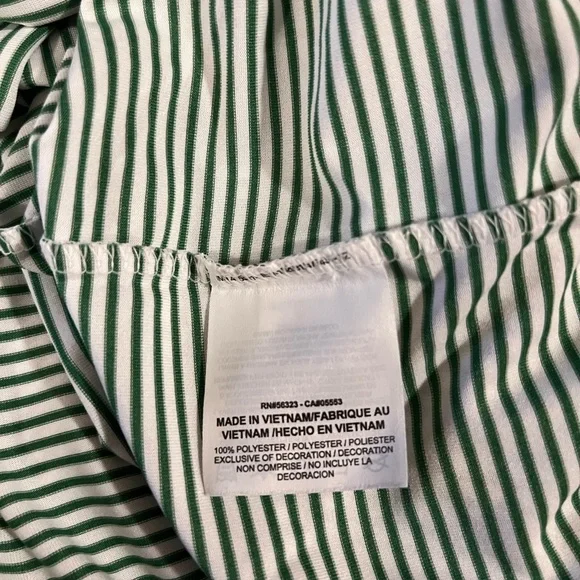 RN#56323 - CA#05553
MADE IN VIETNAM/FABRIQUE AU
VIETNAM /HECHO EN VIETNAM
100% POLYESTER / POLYESTER / POLIESTER
EXCLUSIVE OF DECORATION / DECORATION
NON COMPRISE / NO INCLUYE LA
DECORACION